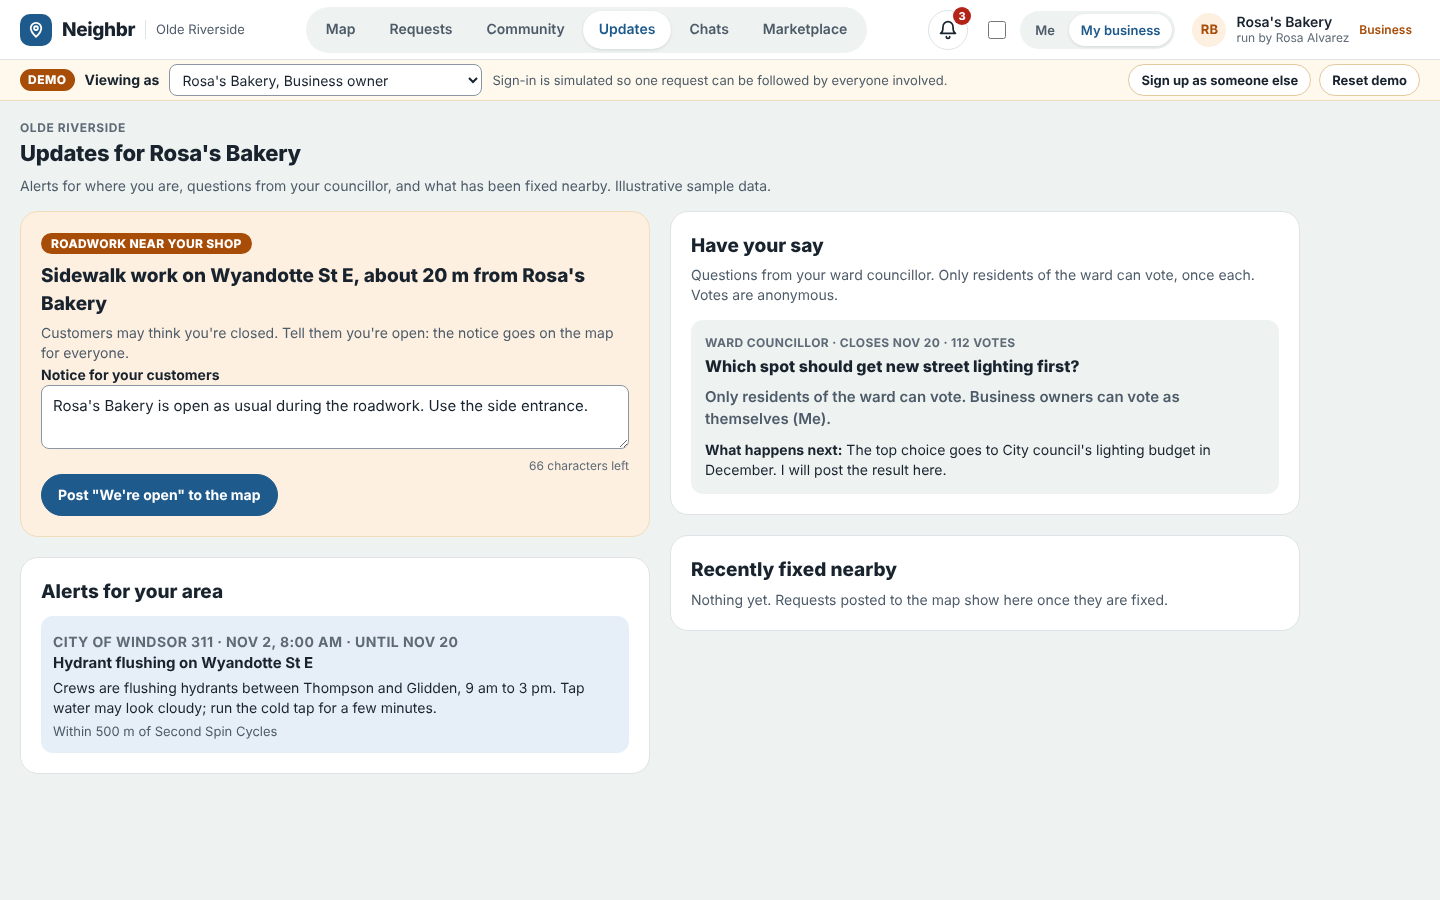 Neighbr
Olde Riverside
Map
Requests
Community
Updates
Chats
Marketplace
3
Me
My business
RB
Rosa's Bakery
run by Rosa Alvarez
Business
DEMO
Viewing as
Rosa's Bakery, Business owner
Sign-in is simulated so one request can be followed by everyone involved.
Sign up as someone else
Reset demo
OLDE RIVERSIDE
Updates for Rosa's Bakery
Alerts for where you are, questions from your councillor, and what has been fixed nearby. Illustrative sample data.
ROADWORK NEAR YOUR SHOP
Sidewalk work on Wyandotte St E, about 20 m from Rosa's
Bakery
Customers may think you're closed. Tell them you're open: the notice goes on the map
for everyone.
Notice for your customers
Rosa's Bakery is open as usual during the roadwork. Use the side entrance.
66 characters left
Post "We're open" to the map
Alerts for your area
CITY OF WINDSOR 311 · NOV 2, 8:00 AM · UNTIL NOV 20
Hydrant flushing on Wyandotte St E
Crews are flushing hydrants between Thompson and Glidden, 9 am to 3 pm. Tap
water may look cloudy; run the cold tap for a few minutes.
Within 500 m of Second Spin Cycles
Have your say
Questions from your ward councillor. Only residents of the ward can vote, once each.
Votes are anonymous.
WARD COUNCILLOR · CLOSES NOV 20 · 112 VOTES
Which spot should get new street lighting first?
Only residents of the ward can vote. Business owners can vote as
themselves (Me).
What happens next: The top choice goes to City council's lighting budget in
December. I will post the result here.
Recently fixed nearby
Nothing yet. Requests posted to the map show here once they are fixed.